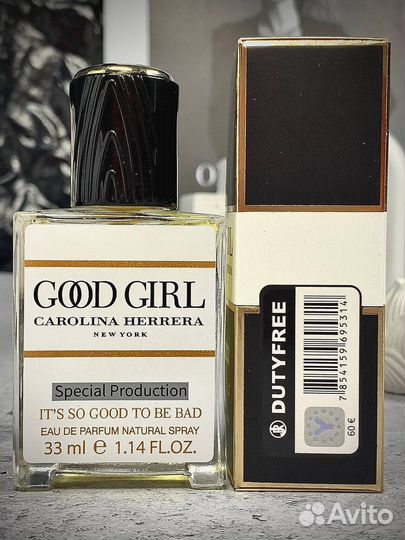 GOOD GIRL
CAROLINA HERRERA
NEW YORK
Special Production
IT'S SO GOOD TO BE BAD
EAU DE PARFUM NATURAL SPRAY
33 ml e 1.14 FL.OZ.
DUTYFREE
7854159695314
60 €
Avito